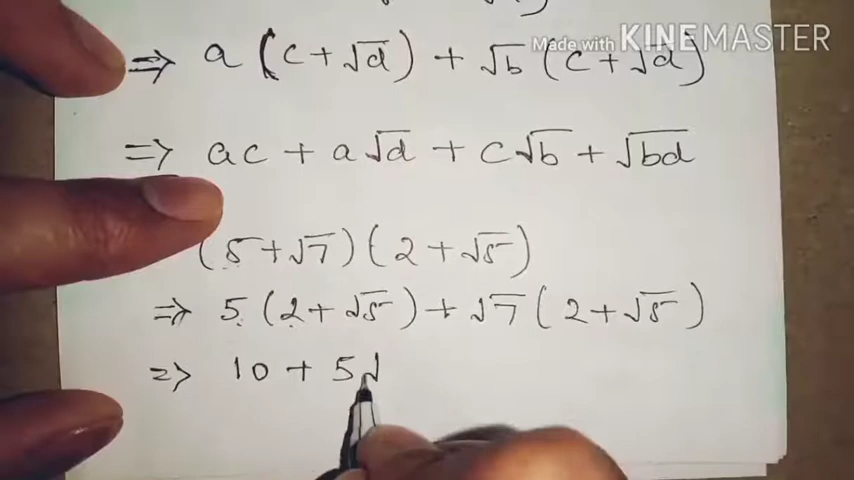 Made with KINEMASTER
⇒ a (c + √d) + √b (c + √d)
⇒ ac + a√d + c√b + √bd
(5 + √7) (2 + √5)
⇒ 5 (2 + √5) + √7 (2 + √5)
⇒ 10 + 5√